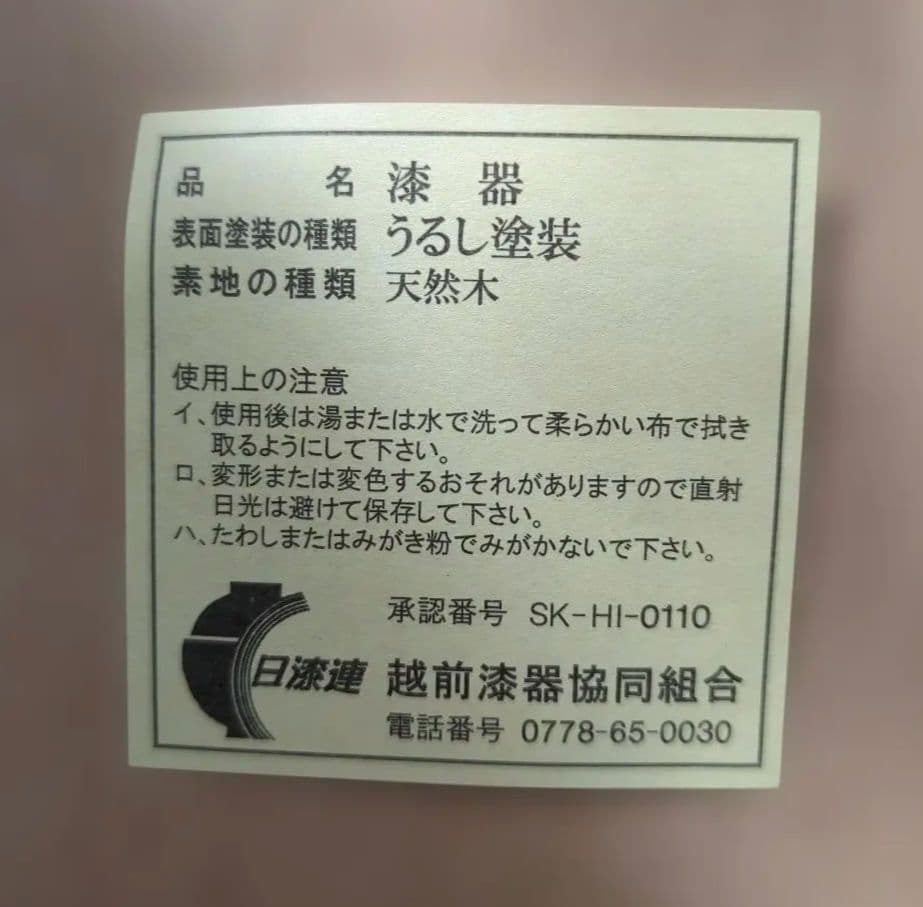 品　　名　漆　器
表面塗装の種類　うるし塗装
素地の種類　天然木
使用上の注意
イ、使用後は湯または水で洗って柔らかい布で拭き
取るようにして下さい。
ロ、変形または変色するおそれがありますので直射
日光は避けて保存して下さい。
ハ、たわしまたはみがき粉でみがかないで下さい。
承認番号　SK-HI-0110
日漆連　越前漆器協同組合
電話番号　0778-65-0030